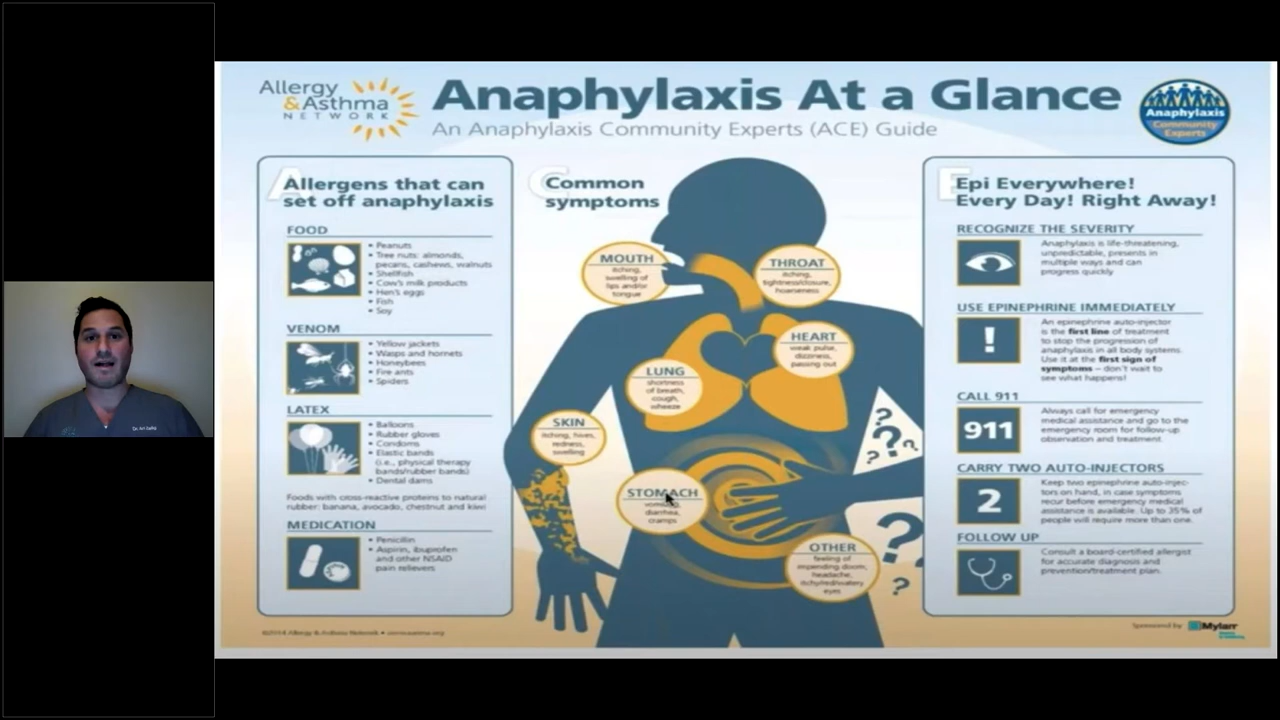 Allergy
&Asthma
NETWORK
Anaphylaxis At a Glance
An Anaphylaxis Community Experts (ACE) Guide
Anaphylaxis
Community
Experts
Allergens that can
set off anaphylaxis
FOOD
• Peanuts
• Tree nuts: almonds,
pecans, cashews, walnuts
• Shellfish
• Cow's milk products
• Hen's eggs
• Fish
• Soy
VENOM
• Yellow jackets
• Wasps and hornets
• Honeybees
• Fire ants
• Spiders
LATEX
• Balloons
• Rubber gloves
• Condoms
• Elastic bands
(i.e., physical therapy
bands/rubber bands)
• Dental dams
Foods with cross-reactive proteins to natural
rubber: banana, avocado, chestnut and kiwi
MEDICATION
• Penicillin
• Aspirin, ibuprofen
and other NSAID
pain relievers
Common
symptoms
MOUTH
itching,
swelling of
lips and/or
tongue
THROAT
itching,
tightness/closure,
hoarseness
HEART
weak pulse,
dizziness,
passing out
LUNG
shortness
of breath,
cough,
wheeze
SKIN
itching, hives,
redness,
swelling
STOMACH
vomiting,
diarrhea,
cramps
OTHER
feeling of
impending doom,
headache,
itchy/red/watery
eyes
? ? ? ?
? ?
Epi Everywhere!
Every Day! Right Away!
RECOGNIZE THE SEVERITY
Anaphylaxis is life-threatening,
unpredictable, presents in
multiple ways and can
progress quickly
USE EPINEPHRINE IMMEDIATELY
!
An epinephrine auto-injector
is the first line of treatment
to stop the progression of
anaphylaxis in all body systems.
Use it at the first sign of
symptoms – don't wait to
see what happens!
CALL 911
911
Always call for emergency
medical assistance and go to the
emergency room for follow-up
observation and treatment.
CARRY TWO AUTO-INJECTORS
2
Keep two epinephrine auto-injec-
tors on hand, in case symptoms
recur before emergency medical
assistance is available. Up to 35% of
people will require more than one.
FOLLOW UP
Consult a board-certified allergist
for accurate diagnosis and
prevention/treatment plan.
©2014 Allergy & Asthma Network •
Sponsored by Mylan